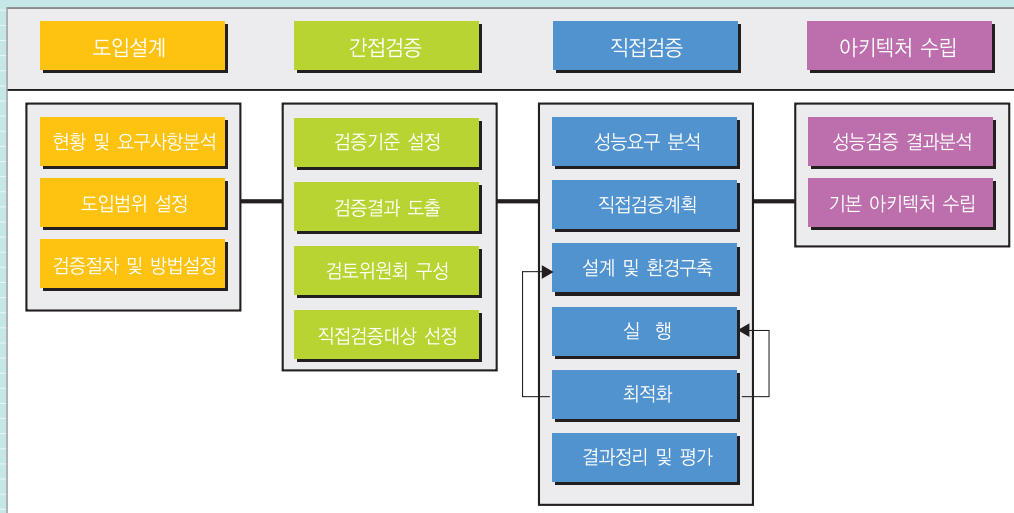 도입설계
간접검증
직접검증
아키텍처 수립
현황 및 요구사항분석
도입범위 설정
검증절차 및 방법설정
검증기준 설정
검증결과 도출
검토위원회 구성
직접검증대상 선정
성능요구 분석
직접검증계획
설계 및 환경구축
실 행
최적화
결과정리 및 평가
성능검증 결과분석
기본 아키텍처 수립